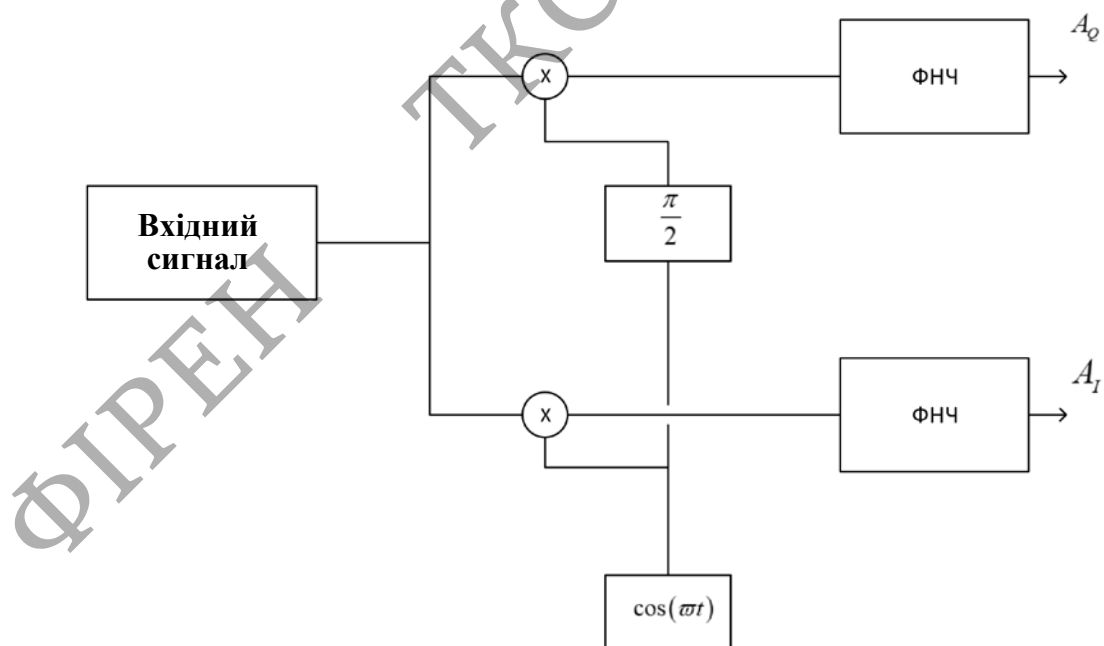 A_Q
X
ФНЧ
π
2
Вхідний
сигнал
A_I
X
ФНЧ
cos(ϖt)
ФІРЕН ТКС